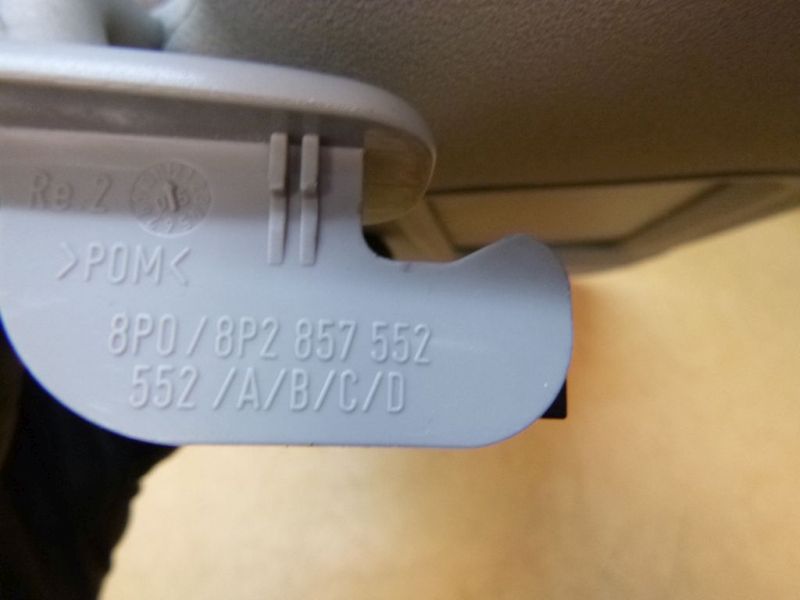 Re.2
>POM<
8P0/8P2 857 552
552 /A/B/C/D